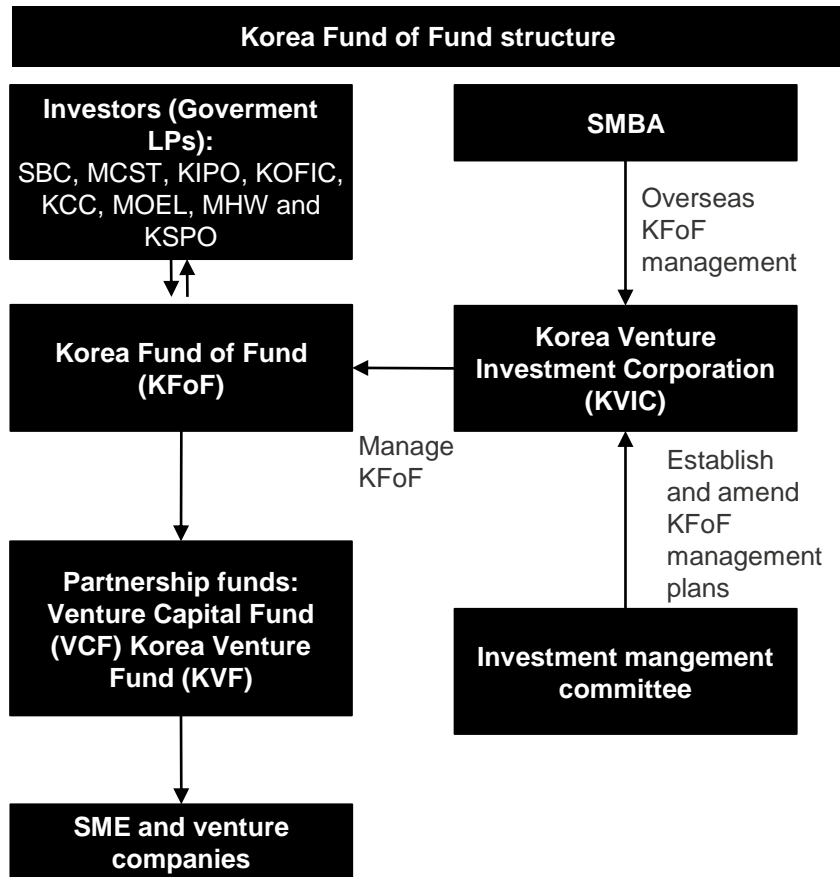 Korea Fund of Fund structure
Investors (Goverment
LPs):
SBC, MCST, KIPO, KOFIC,
KCC, MOEL, MHW and
KSPO
SMBA
Overseas
KFoF
management
Korea Fund of Fund
(KFoF)
Korea Venture
Investment Corporation
(KVIC)
Manage
KFoF
Establish
and amend
KFoF
management
plans
Partnership funds:
Venture Capital Fund
(VCF) Korea Venture
Fund (KVF)
Investment mangement
committee
SME and venture
companies